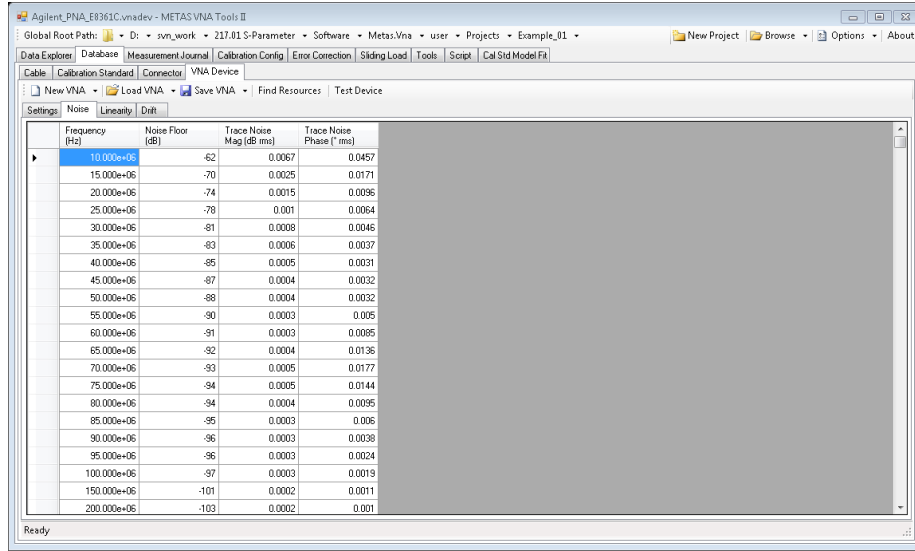 Agilent_PNA_E8361C.vnadev - METAS VNA Tools II
Global Root Path: D: svn_work 217.01 S-Parameter Software Metas.Vna user Projects Example_01 New Project Browse Options About
Data Explorer Database Measurement Journal Calibration Config Error Correction Sliding Load Tools Script Cal Std Model Fit
Cable Calibration Standard Connector VNA Device
New VNA Load VNA Save VNA Find Resources Test Device
Settings Noise Linearity Drift
Frequency (Hz) Noise Floor (dB) Trace Noise Mag (dB rms) Trace Noise Phase (° rms)
10.000e+06 -62 0.0067 0.0457
15.000e+06 -70 0.0025 0.0171
20.000e+06 -74 0.0015 0.0096
25.000e+06 -78 0.001 0.0064
30.000e+06 -81 0.0008 0.0046
35.000e+06 -83 0.0006 0.0037
40.000e+06 -85 0.0005 0.0031
45.000e+06 -87 0.0004 0.0032
50.000e+06 -88 0.0004 0.0032
55.000e+06 -90 0.0003 0.005
60.000e+06 -91 0.0003 0.0085
65.000e+06 -92 0.0004 0.0136
70.000e+06 -93 0.0005 0.0177
75.000e+06 -94 0.0005 0.0144
80.000e+06 -94 0.0004 0.0095
85.000e+06 -95 0.0003 0.006
90.000e+06 -96 0.0003 0.0038
95.000e+06 -96 0.0003 0.0024
100.000e+06 -97 0.0003 0.0019
150.000e+06 -101 0.0002 0.0011
200.000e+06 -103 0.0002 0.001
Ready